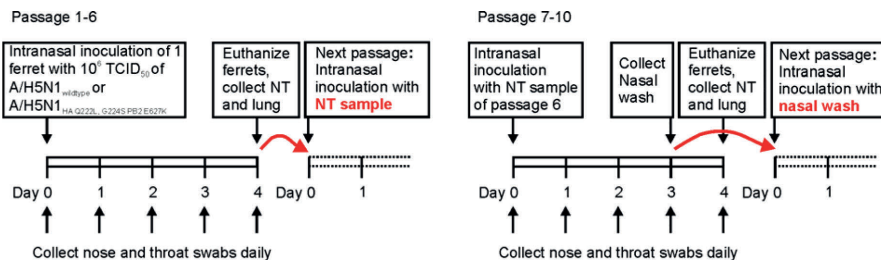 Passage 1-6
Intranasal inoculation of 1
ferret with 10⁶ TCID₅₀ of
A/H5N1 wildtype or
A/H5N1 HA Q222L, G224S PB2 E627K
Euthanize
ferrets,
collect NT
and lung
Next passage:
Intranasal
inoculation with
NT sample
Day 0 1 2 3 4 0 1
Collect nose and throat swabs daily
Passage 7-10
Intranasal
inoculation
with NT sample
of passage 6
Collect
Nasal
wash
Euthanize
ferrets,
collect NT
and lung
Next passage:
Intranasal
inoculation with
nasal wash
Day 0 1 2 3 4 0 1
Collect nose and throat swabs daily